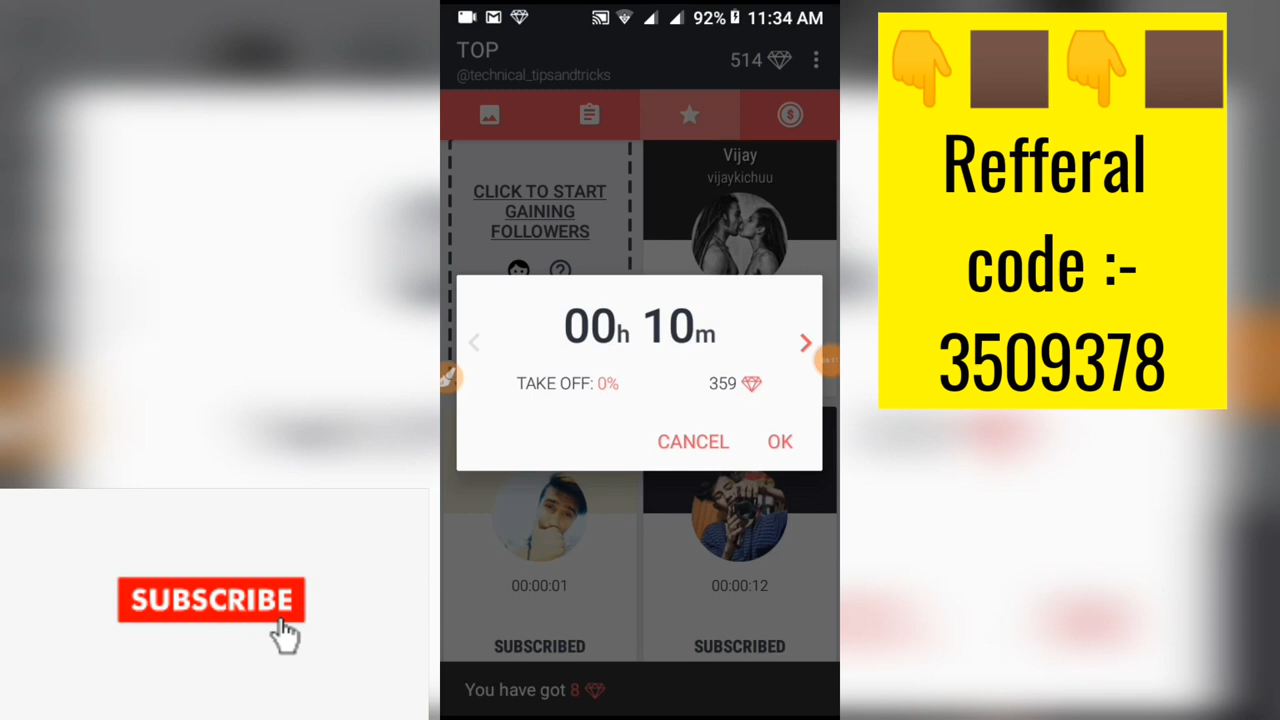 92% 11:34 AM
TOP
@technical_tipsandtricks
514
CLICK TO START
GAINING
FOLLOWERS
Vijay
vijaykichuu
00h 10m
TAKE OFF: 0%
359
CANCEL
OK
00:00:01
00:00:12
SUBSCRIBED
SUBSCRIBED
You have got 8
Refferal
code :-
3509378
SUBSCRIBE